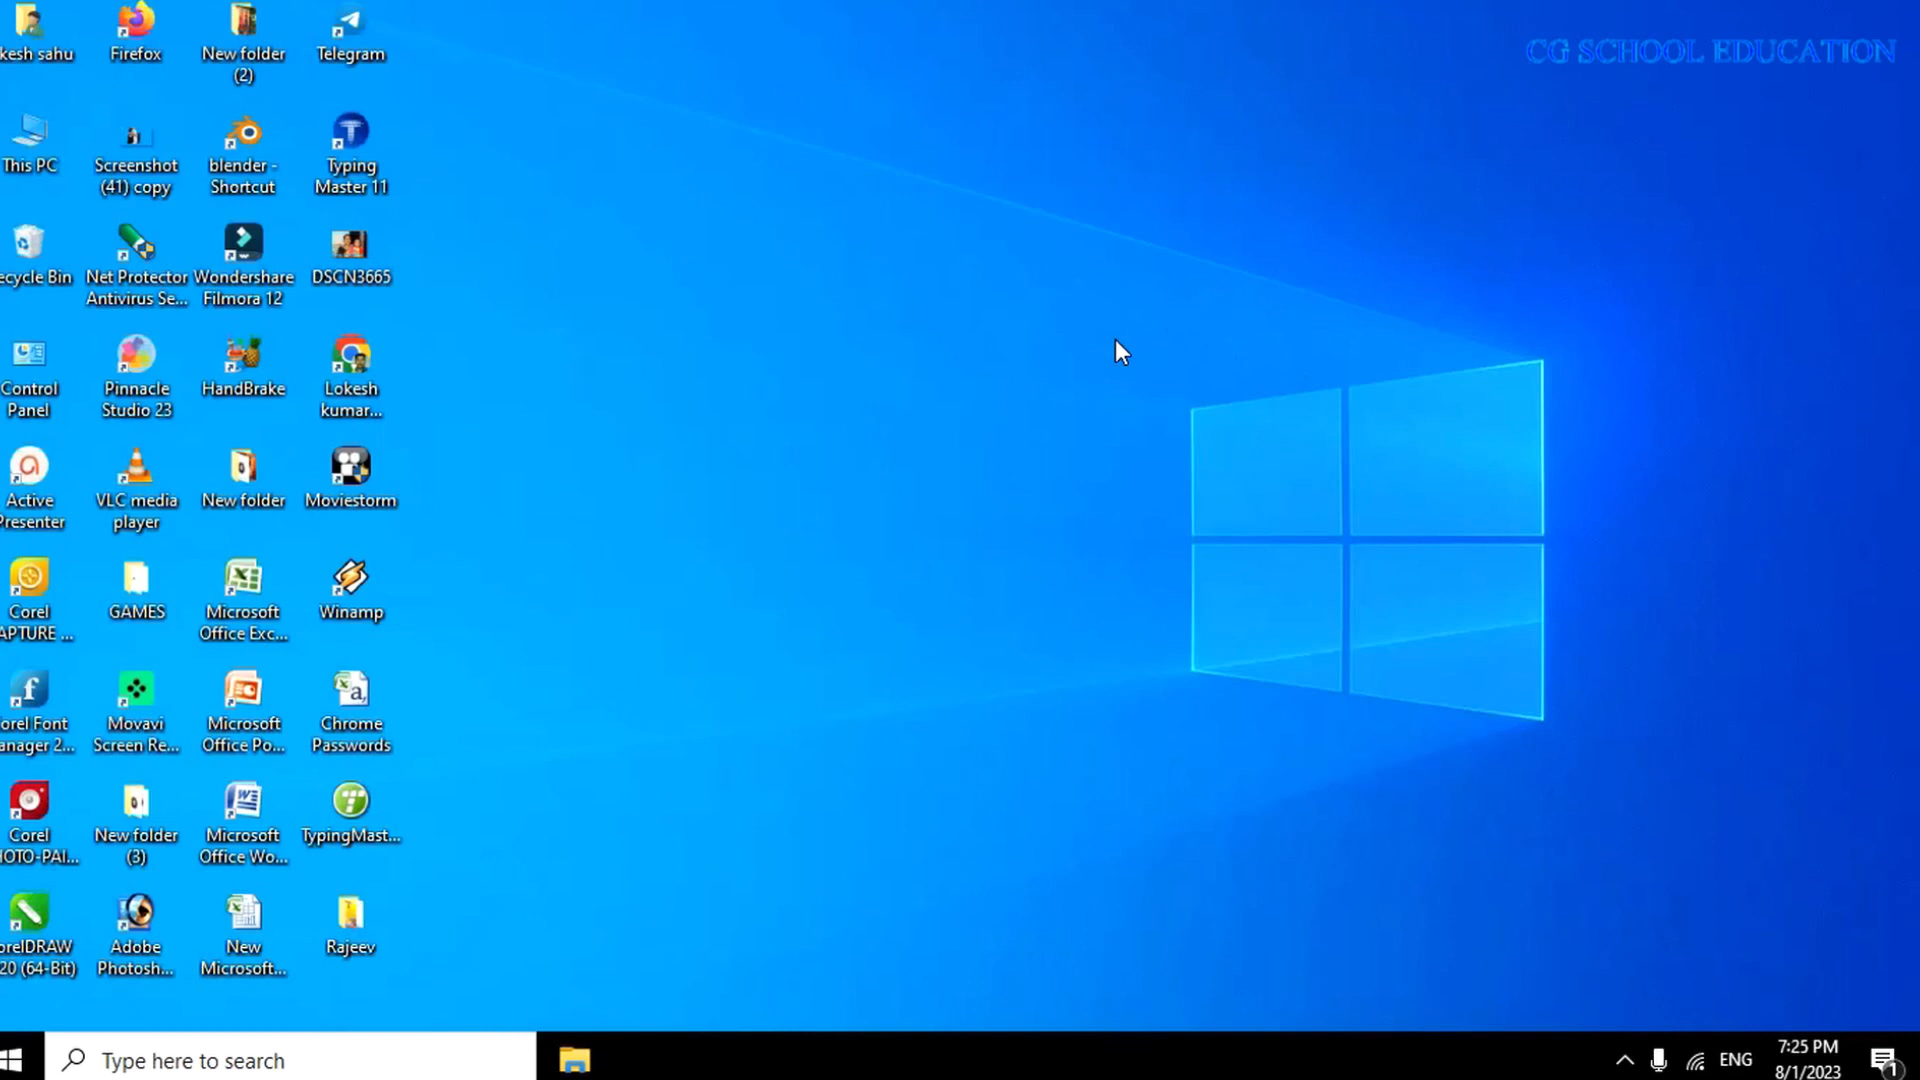 CG SCHOOL EDUCATION
kesh sahu
Firefox
New folder
(2)
Telegram
This PC
Screenshot
(41) copy
blender -
Shortcut
Typing
Master 11
ecycle Bin
Net Protector
Antivirus Se...
Wondershare
Filmora 12
DSCN3665
Control
Panel
Pinnacle
Studio 23
HandBrake
Lokesh
kumar...
Active
Presenter
VLC media
player
New folder
Moviestorm
Corel
APTURE ...
GAMES
Microsoft
Office Exc...
Winamp
orel Font
anager 2...
Movavi
Screen Re...
Microsoft
Office Po...
Chrome
Passwords
Corel
HOTO-PAI...
New folder
(3)
Microsoft
Office Wo...
TypingMast...
orelDRAW
20 (64-Bit)
Adobe
Photosh...
New
Microsoft...
Rajeev
Type here to search
ENG
7:25 PM
8/1/2023
1